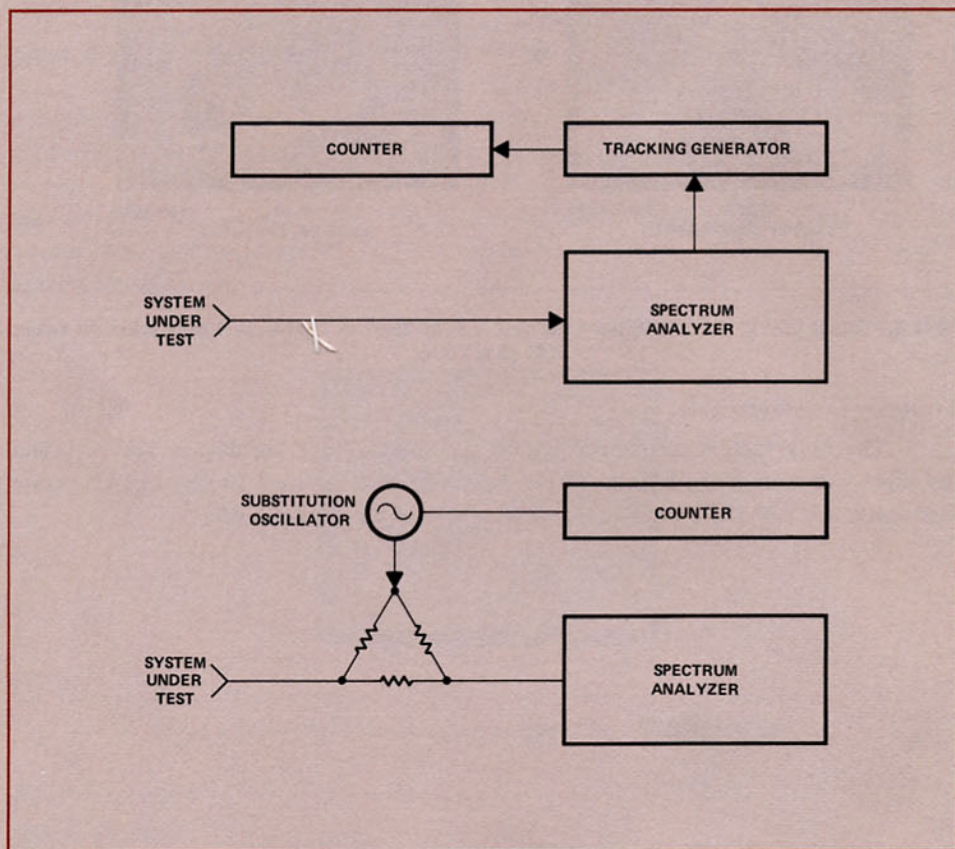 COUNTER
TRACKING GENERATOR
SYSTEM
UNDER
TEST
SPECTRUM
ANALYZER
SUBSTITUTION
OSCILLATOR
COUNTER
SYSTEM
UNDER
TEST
SPECTRUM
ANALYZER